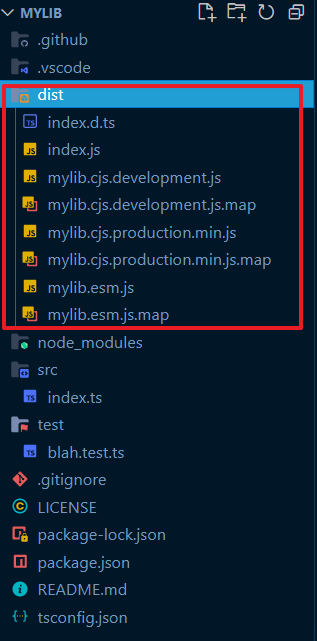 MYLIB
.github
.vscode
dist
index.d.ts
index.js
mylib.cjs.development.js
mylib.cjs.development.js.map
mylib.cjs.production.min.js
mylib.cjs.production.min.js.map
mylib.esm.js
mylib.esm.js.map
node_modules
src
index.ts
test
blah.test.ts
.gitignore
LICENSE
package-lock.json
package.json
README.md
tsconfig.json